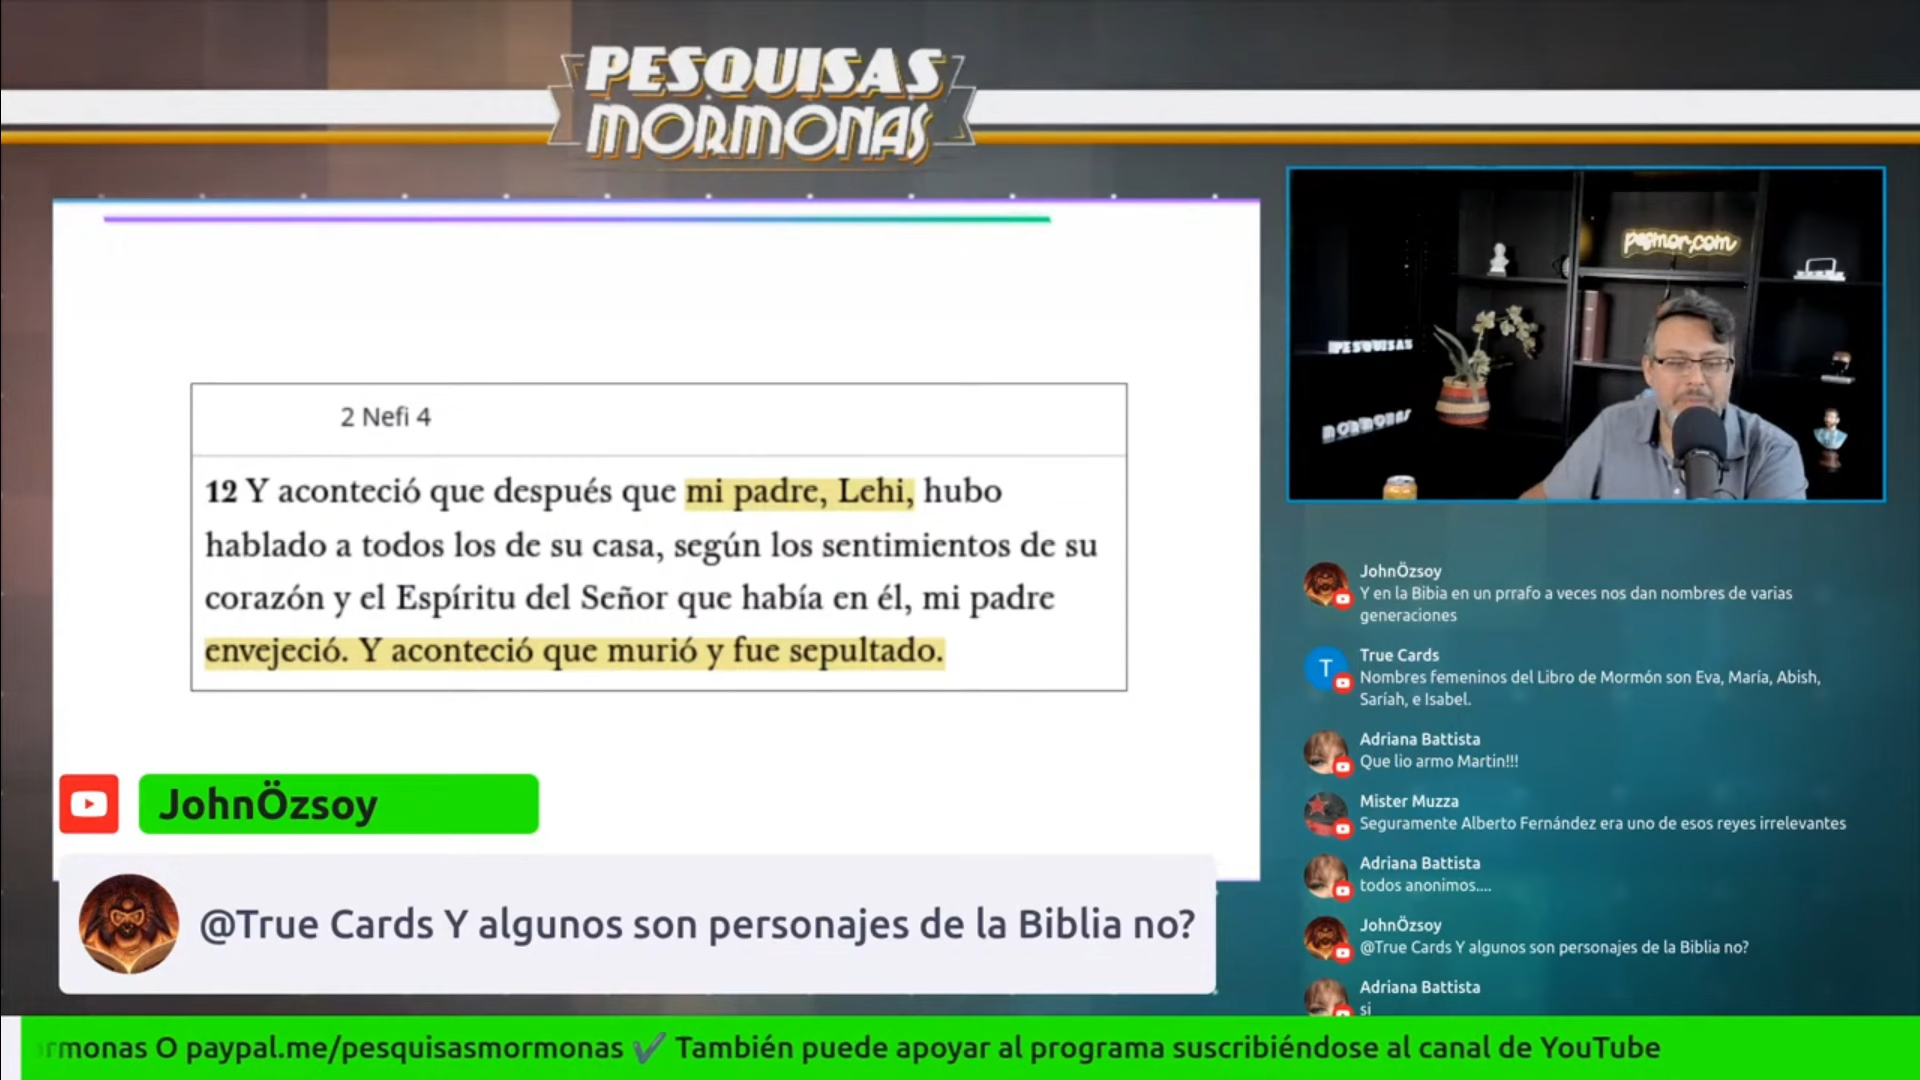 PESQUISAS
MORMONAS
2 Nefi 4
12 Y aconteció que después que mi padre, Lehi, hubo
hablado a todos los de su casa, según los sentimientos de su
corazón y el Espíritu del Señor que había en él, mi padre
envejeció. Y aconteció que murió y fue sepultado.
JohnÖzsoy
@True Cards Y algunos son personajes de la Biblia no?
pesmor.com
PESQUISAS
MORMONAS
JohnÖzsoy
Y en la Bibia en un prrafo a veces nos dan nombres de varias
generaciones
T
True Cards
Nombres femeninos del Libro de Mormón son Eva, María, Abish,
Saríah, e Isabel.
Adriana Battista
Que lio armo Martin!!!
Mister Muzza
Seguramente Alberto Fernández era uno de esos reyes irrelevantes
Adriana Battista
todos anonimos....
JohnÖzsoy
@True Cards Y algunos son personajes de la Biblia no?
Adriana Battista
si
rmonas O paypal.me/pesquisasmormonas ✔ También puede apoyar al programa suscribiéndose al canal de YouTube